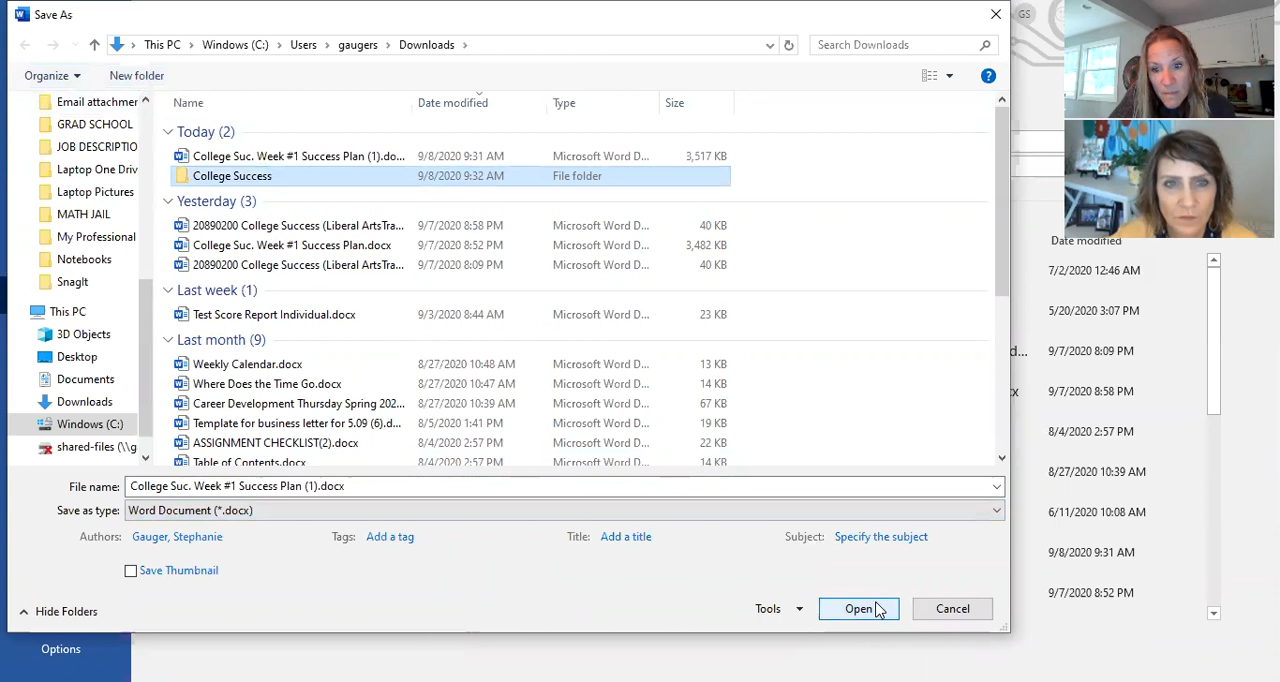 Save As
GS
This PC > Windows (C:) > Users > gaugers > Downloads >
Search Downloads
Organize
New folder
Name
Date modified
Type
Size
Email attachmer
GRAD SCHOOL
JOB DESCRIPTIO
Laptop One Driv
Laptop Pictures
MATH JAIL
My Professional
Notebooks
SnagIt
This PC
3D Objects
Desktop
Documents
Downloads
Windows (C:)
shared-files (\\g
Today (2)
College Suc. Week #1 Success Plan (1).do... 9/8/2020 9:31 AM Microsoft Word D... 3,517 KB
College Success 9/8/2020 9:32 AM File folder
Yesterday (3)
20890200 College Success (Liberal ArtsTra... 9/7/2020 8:58 PM Microsoft Word D... 40 KB
College Suc. Week #1 Success Plan.docx 9/7/2020 8:52 PM Microsoft Word D... 3,482 KB
20890200 College Success (Liberal ArtsTra... 9/7/2020 8:09 PM Microsoft Word D... 40 KB
Last week (1)
Test Score Report Individual.docx 9/3/2020 8:44 AM Microsoft Word D... 23 KB
Last month (9)
Weekly Calendar.docx 8/27/2020 10:48 AM Microsoft Word D... 13 KB
Where Does the Time Go.docx 8/27/2020 10:47 AM Microsoft Word D... 14 KB
Career Development Thursday Spring 202... 8/27/2020 10:39 AM Microsoft Word D... 67 KB
Template for business letter for 5.09 (6).d... 8/5/2020 1:41 PM Microsoft Word D... 19 KB
ASSIGNMENT CHECKLIST(2).docx 8/4/2020 2:57 PM Microsoft Word D... 22 KB
Table of Contents.docx 8/4/2020 2:57 PM Microsoft Word D... 14 KB
File name: College Suc. Week #1 Success Plan (1).docx
Save as type: Word Document (*.docx)
Authors: Gauger, Stephanie
Tags: Add a tag
Title: Add a title
Subject: Specify the subject
Save Thumbnail
Hide Folders
Tools
Open
Cancel
Options
Date modified
7/2/2020 12:46 AM
5/20/2020 3:07 PM
d... 9/7/2020 8:09 PM
x 9/7/2020 8:58 PM
8/4/2020 2:57 PM
8/27/2020 10:39 AM
6/11/2020 10:08 AM
9/8/2020 9:31 AM
9/7/2020 8:52 PM